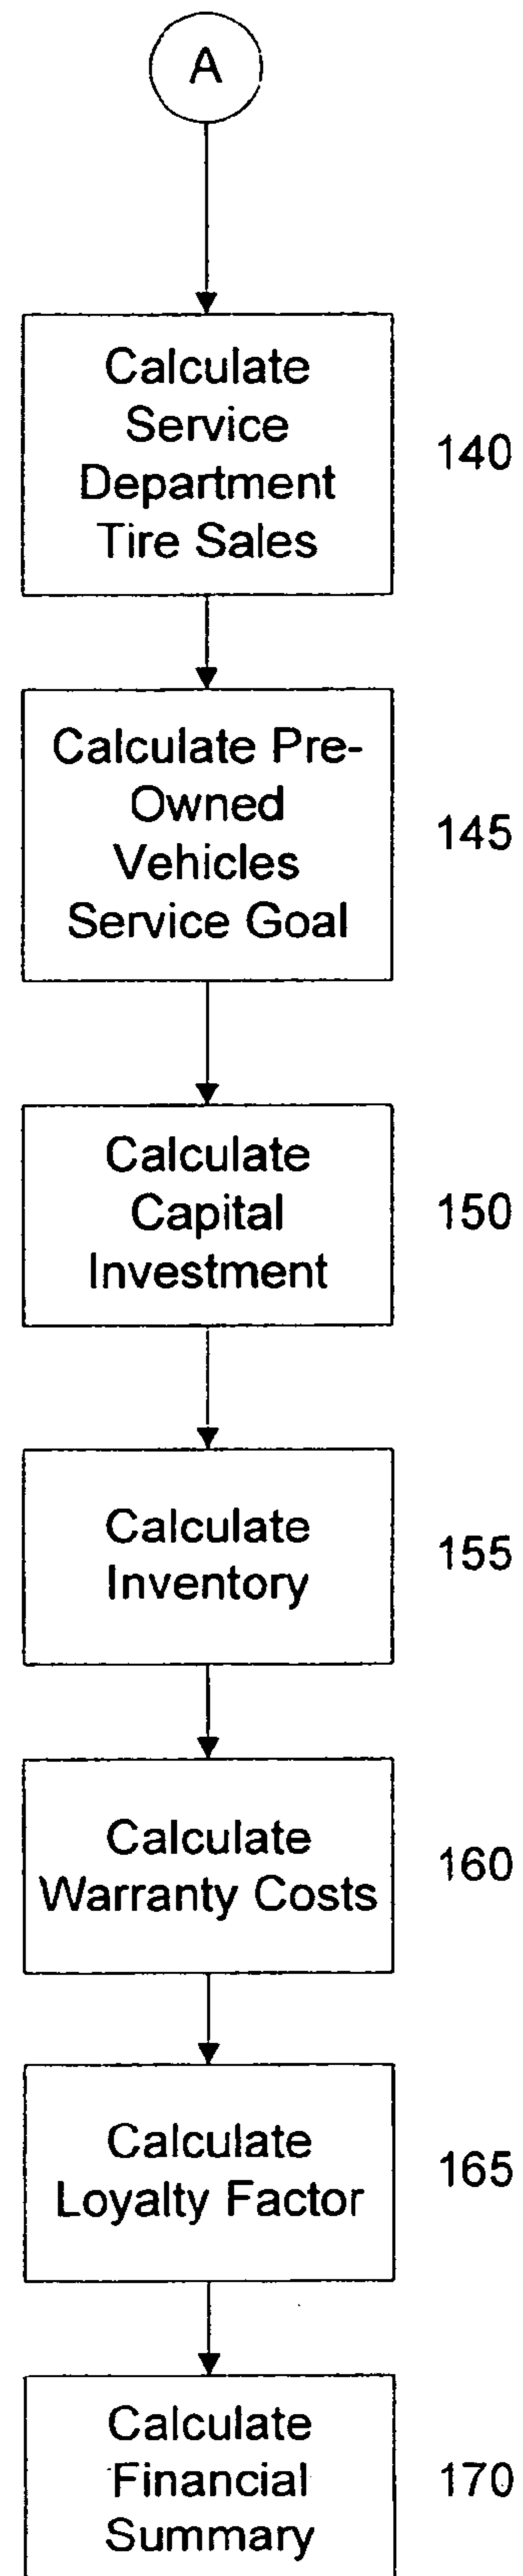 A
Calculate
Service
Department
Tire Sales
140
Calculate Pre-
Owned
Vehicles
Service Goal
145
Calculate
Capital
Investment
150
Calculate
Inventory
155
Calculate
Warranty Costs
160
Calculate
Loyalty Factor
165
Calculate
Financial
Summary
170